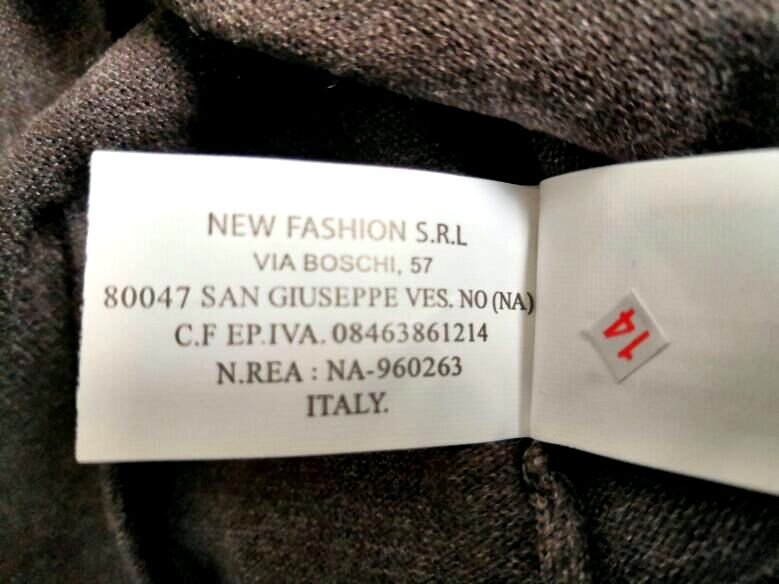 NEW FASHION S.R.L
VIA BOSCHI, 57
80047 SAN GIUSEPPE VES. NO (NA)
C.F EP.IVA. 08463861214
N.REA : NA-960263
ITALY.
14